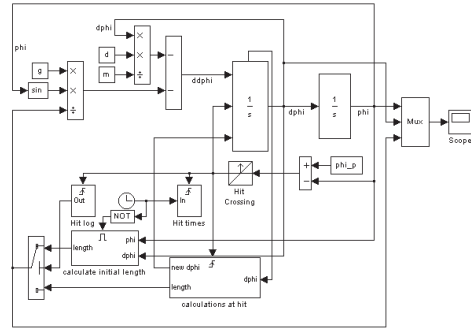 phi
dphi
g
×
sin
×
÷
d
×
m
×
÷
−
−
ddphi
1
s
dphi
1
s
phi
Mux
Scope
+
−
phi_p
Hit
Crossing
Out
Hit log
NOT
In
Hit times
length
phi
dphi
calculate initial length
new dphi
length
dphi
calculations at hit